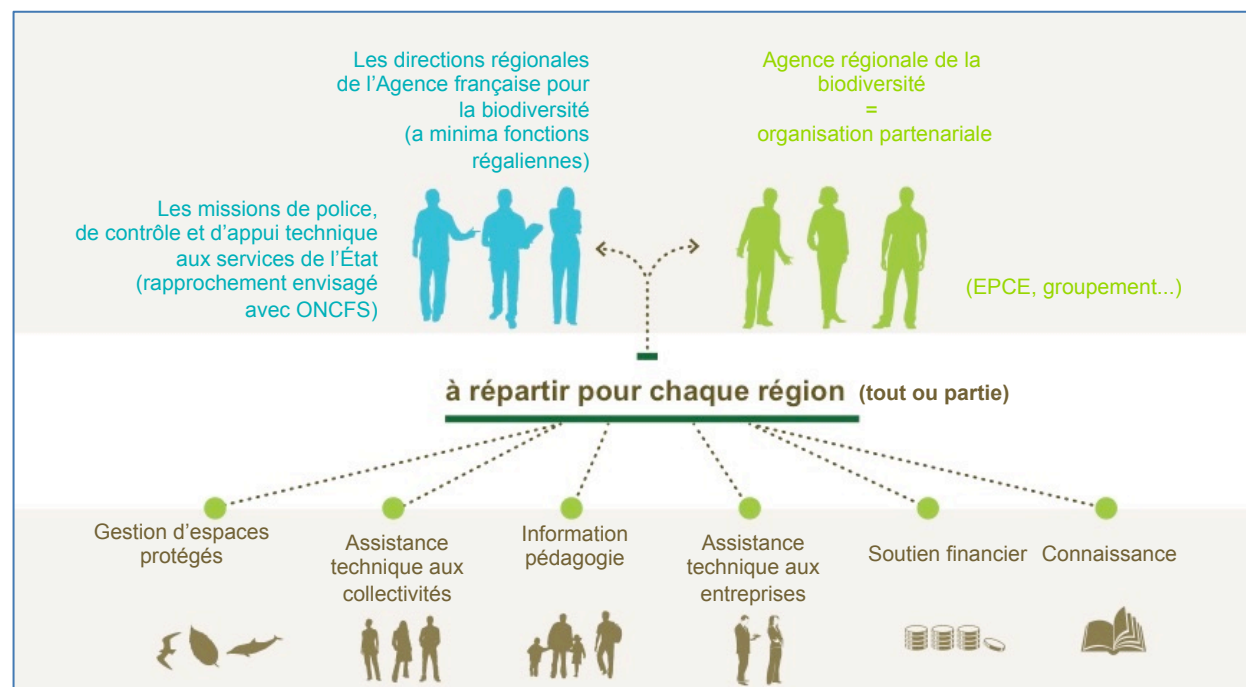 Les directions régionales
de l'Agence française pour
la biodiversité
(a minima fonctions
régaliennes)
Agence régionale de la
biodiversité
=
organisation partenariale
Les missions de police,
de contrôle et d'appui technique
aux services de l'État
(rapprochement envisagé
avec ONCFS)
(EPCE, groupement...)
à répartir pour chaque région (tout ou partie)
Gestion d'espaces
protégés
Assistance
technique aux
collectivités
Information
pédagogie
Assistance
technique aux
entreprises
Soutien financier
Connaissance